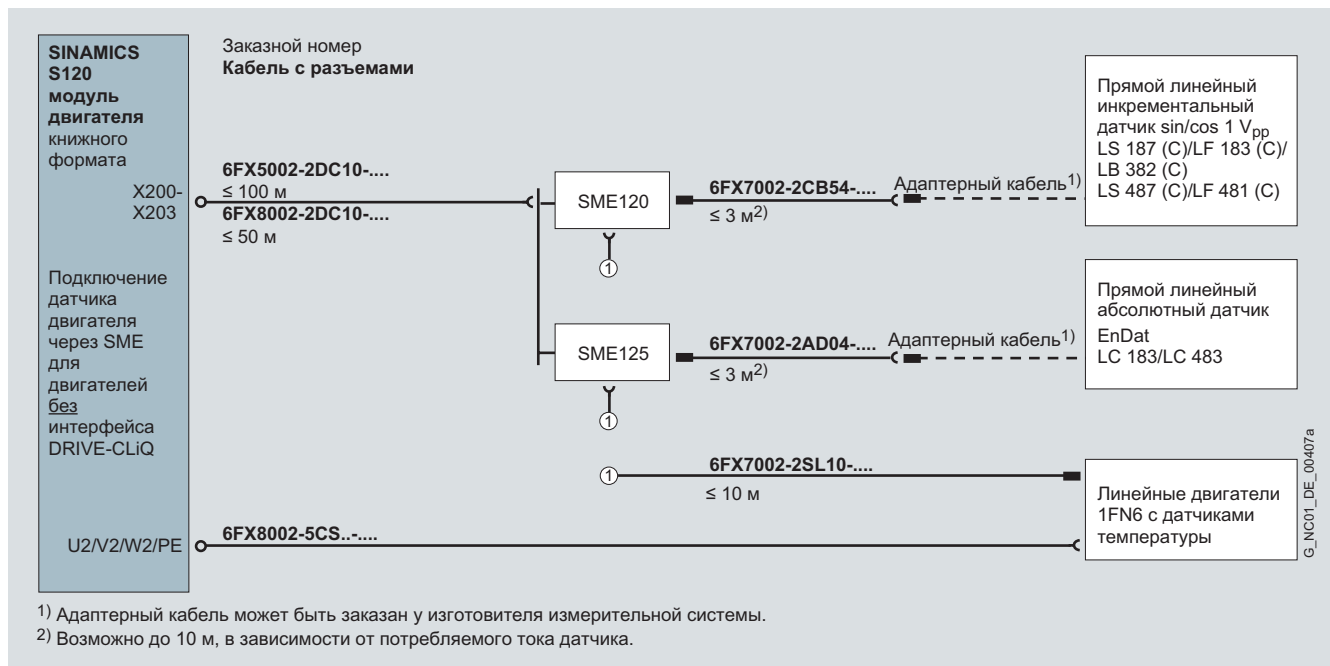 SINAMICS
S120
модуль
двигателя
книжного
формата
X200-
X203
Подключение
датчика
двигателя
через SME
для
двигателей
без
интерфейса
DRIVE-CLiQ
U2/V2/W2/PE
Заказной номер
Кабель с разъемами
6FX5002-2DC10-....
≤ 100 м
6FX8002-2DC10-....
≤ 50 м
SME120
1
6FX7002-2CB54-....
≤ 3 м2)
Адаптерный кабель1)
Прямой линейный
инкрементальный
датчик sin/cos 1 Vpp
LS 187 (C)/LF 183 (C)/
LB 382 (C)
LS 487 (C)/LF 481 (C)
SME125
1
6FX7002-2AD04-....
≤ 3 м2)
Адаптерный кабель1)
Прямой линейный
абсолютный датчик
EnDat
LC 183/LC 483
1
6FX7002-2SL10-....
≤ 10 м
6FX8002-5CS..-....
Линейные двигатели
1FN6 с датчиками
температуры
G_NC01_DE_00407a
1) Адаптерный кабель может быть заказан у изготовителя измерительной системы.
2) Возможно до 10 м, в зависимости от потребляемого тока датчика.